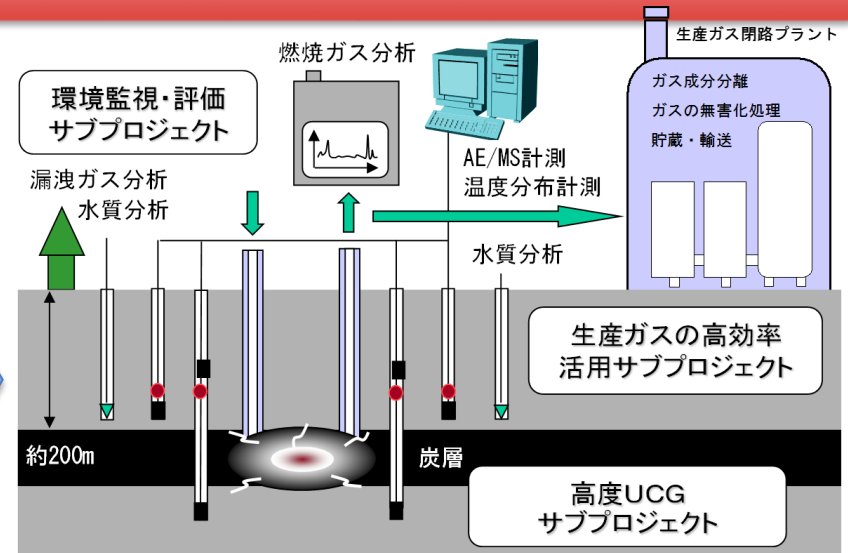 生産ガス閉路プラント
燃焼ガス分析
ガス成分分離
ガスの無害化処理
貯蔵・輸送
環境監視・評価
サブプロジェクト
AE/MS計測
温度分布計測
漏洩ガス分析
水質分析
水質分析
生産ガスの高効率
活用サブプロジェクト
約200m
炭層
高度UCG
サブプロジェクト